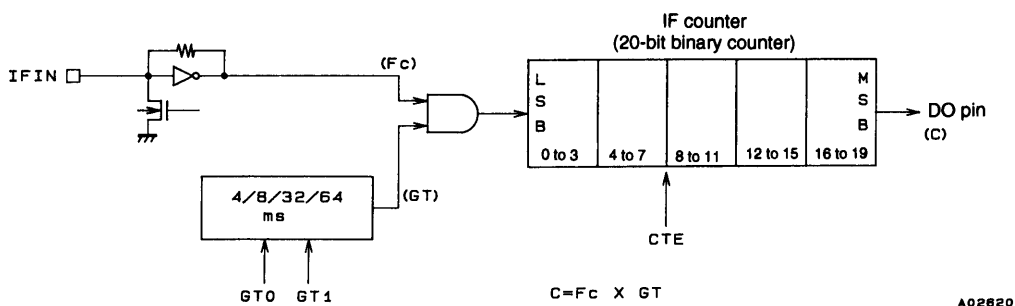 IF counter
(20-bit binary counter)
IFIN
(Fc)
L
S
B
M
S
B
DO pin
(C)
0 to 3
4 to 7
8 to 11
12 to 15
16 to 19
4/8/32/64
ms
(GT)
CTE
GT0
GT1
C=Fc X GT
A02620